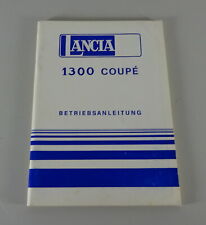 LANCIA
1300 COUPÉ
BETRIEBSANLEITUNG